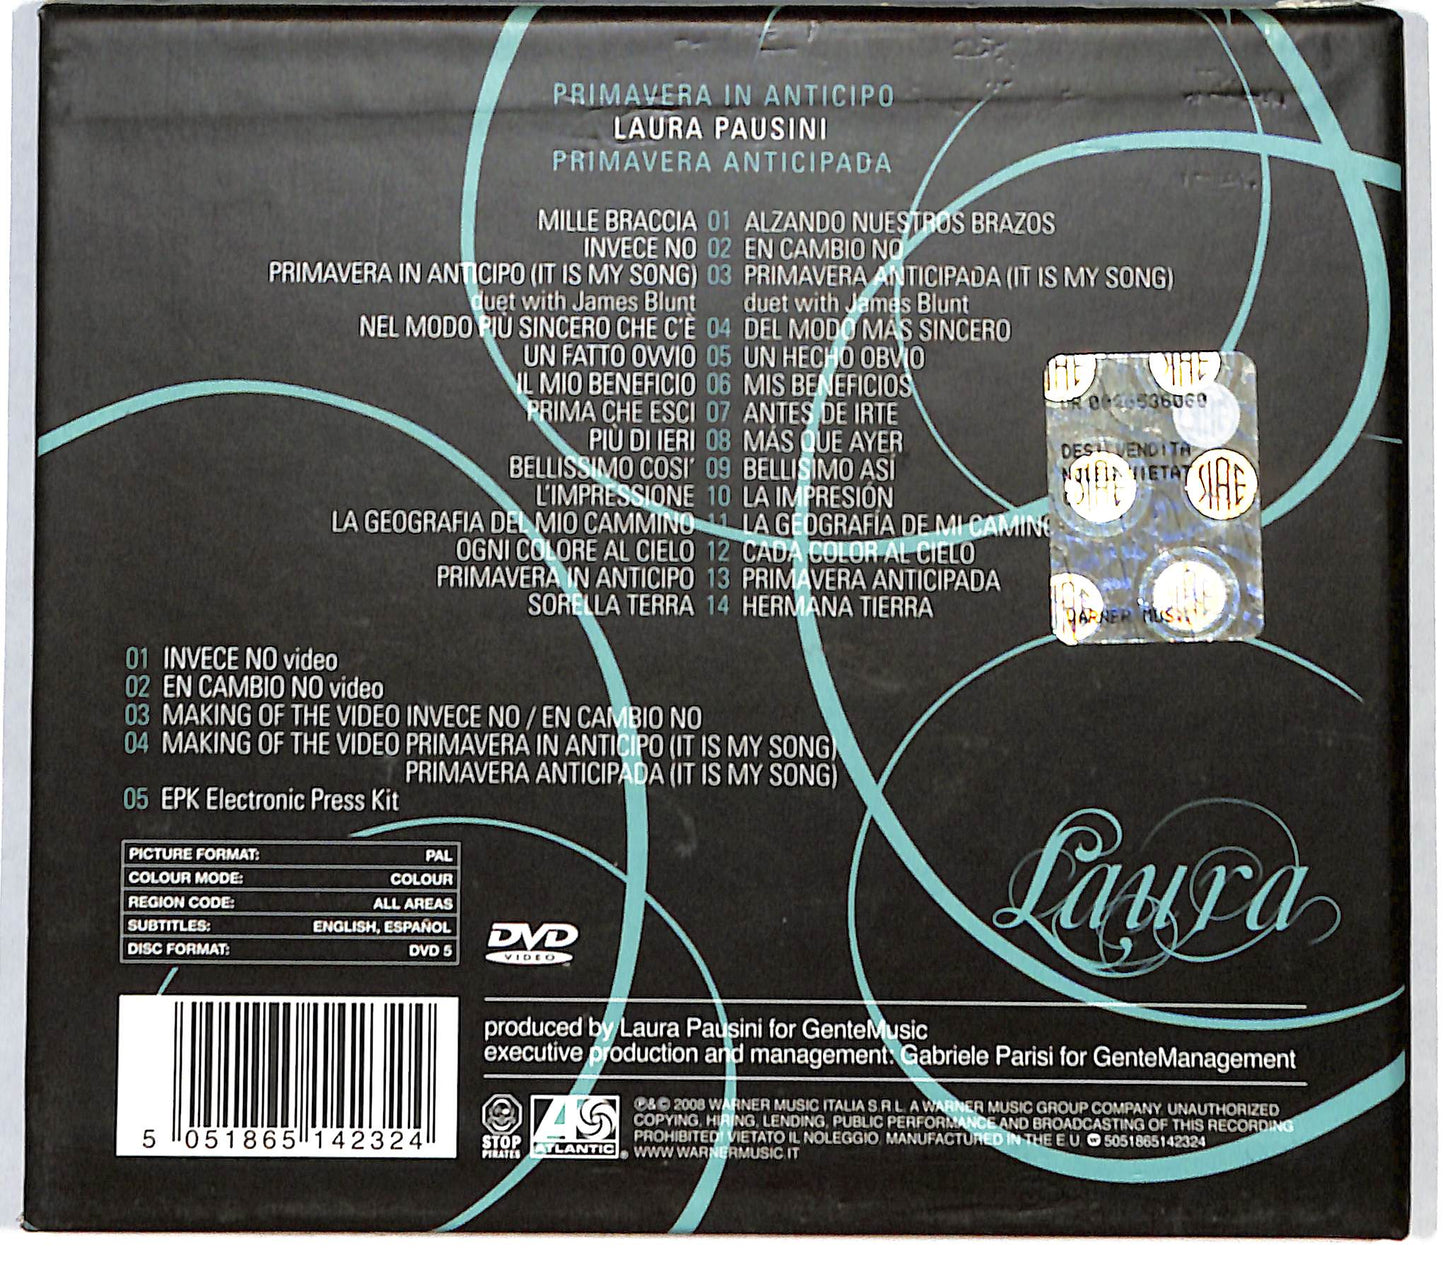 PRIMAVERA IN ANTICIPO
LAURA PAUSINI
PRIMAVERA ANTICIPADA
MILLE BRACCIA 01 ALZANDO NUESTROS BRAZOS
INVECE NO 02 EN CAMBIO NO
PRIMAVERA IN ANTICIPO (IT IS MY SONG) 03 PRIMAVERA ANTICIPADA (IT IS MY SONG)
duet with James Blunt duet with James Blunt
NEL MODO PIÙ SINCERO CHE C'È 04 DEL MODO MÁS SINCERO
UN FATTO OVVIO 05 UN HECHO OBVIO
IL MIO BENEFICIO 06 MIS BENEFICIOS
PRIMA CHE ESCI 07 ANTES DE IRTE
PIÙ DI IERI 08 MÁS QUE AYER
BELLISSIMO COSI' 09 BELLISIMO ASÍ
L'IMPRESSIONE 10 LA IMPRESIÓN
LA GEOGRAFIA DEL MIO CAMMINO 11 LA GEOGRAFÍA DE MI CAMINO
OGNI COLORE AL CIELO 12 CADA COLOR AL CIELO
PRIMAVERA IN ANTICIPO 13 PRIMAVERA ANTICIPADA
SORELLA TERRA 14 HERMANA TIERRA
SIAE SIAE
DEST VENDITA
SIAE SIAE
WARNER MUSIC
01 INVECE NO video
02 EN CAMBIO NO video
03 MAKING OF THE VIDEO INVECE NO / EN CAMBIO NO
04 MAKING OF THE VIDEO PRIMAVERA IN ANTICIPO (IT IS MY SONG)
PRIMAVERA ANTICIPADA (IT IS MY SONG)
05 EPK Electronic Press Kit
PICTURE FORMAT: PAL
COLOUR MODE: COLOUR
REGION CODE: ALL AREAS
SUBTITLES: ENGLISH, ESPAÑOL
DISC FORMAT: DVD 5
DVD
VIDEO
Laura
produced by Laura Pausini for GenteMusic
executive production and management: Gabriele Parisi for GenteManagement
5 051865 142324
STOP
PIRATES
ATLANTIC
℗&© 2008 WARNER MUSIC ITALIA S.R.L. A WARNER MUSIC GROUP COMPANY. UNAUTHORIZED
COPYING, HIRING, LENDING, PUBLIC PERFORMANCE AND BROADCASTING OF THIS RECORDING
PROHIBITED! VIETATO IL NOLEGGIO. MANUFACTURED IN THE E.U. 5051865142324
WWW.WARNERMUSIC.IT